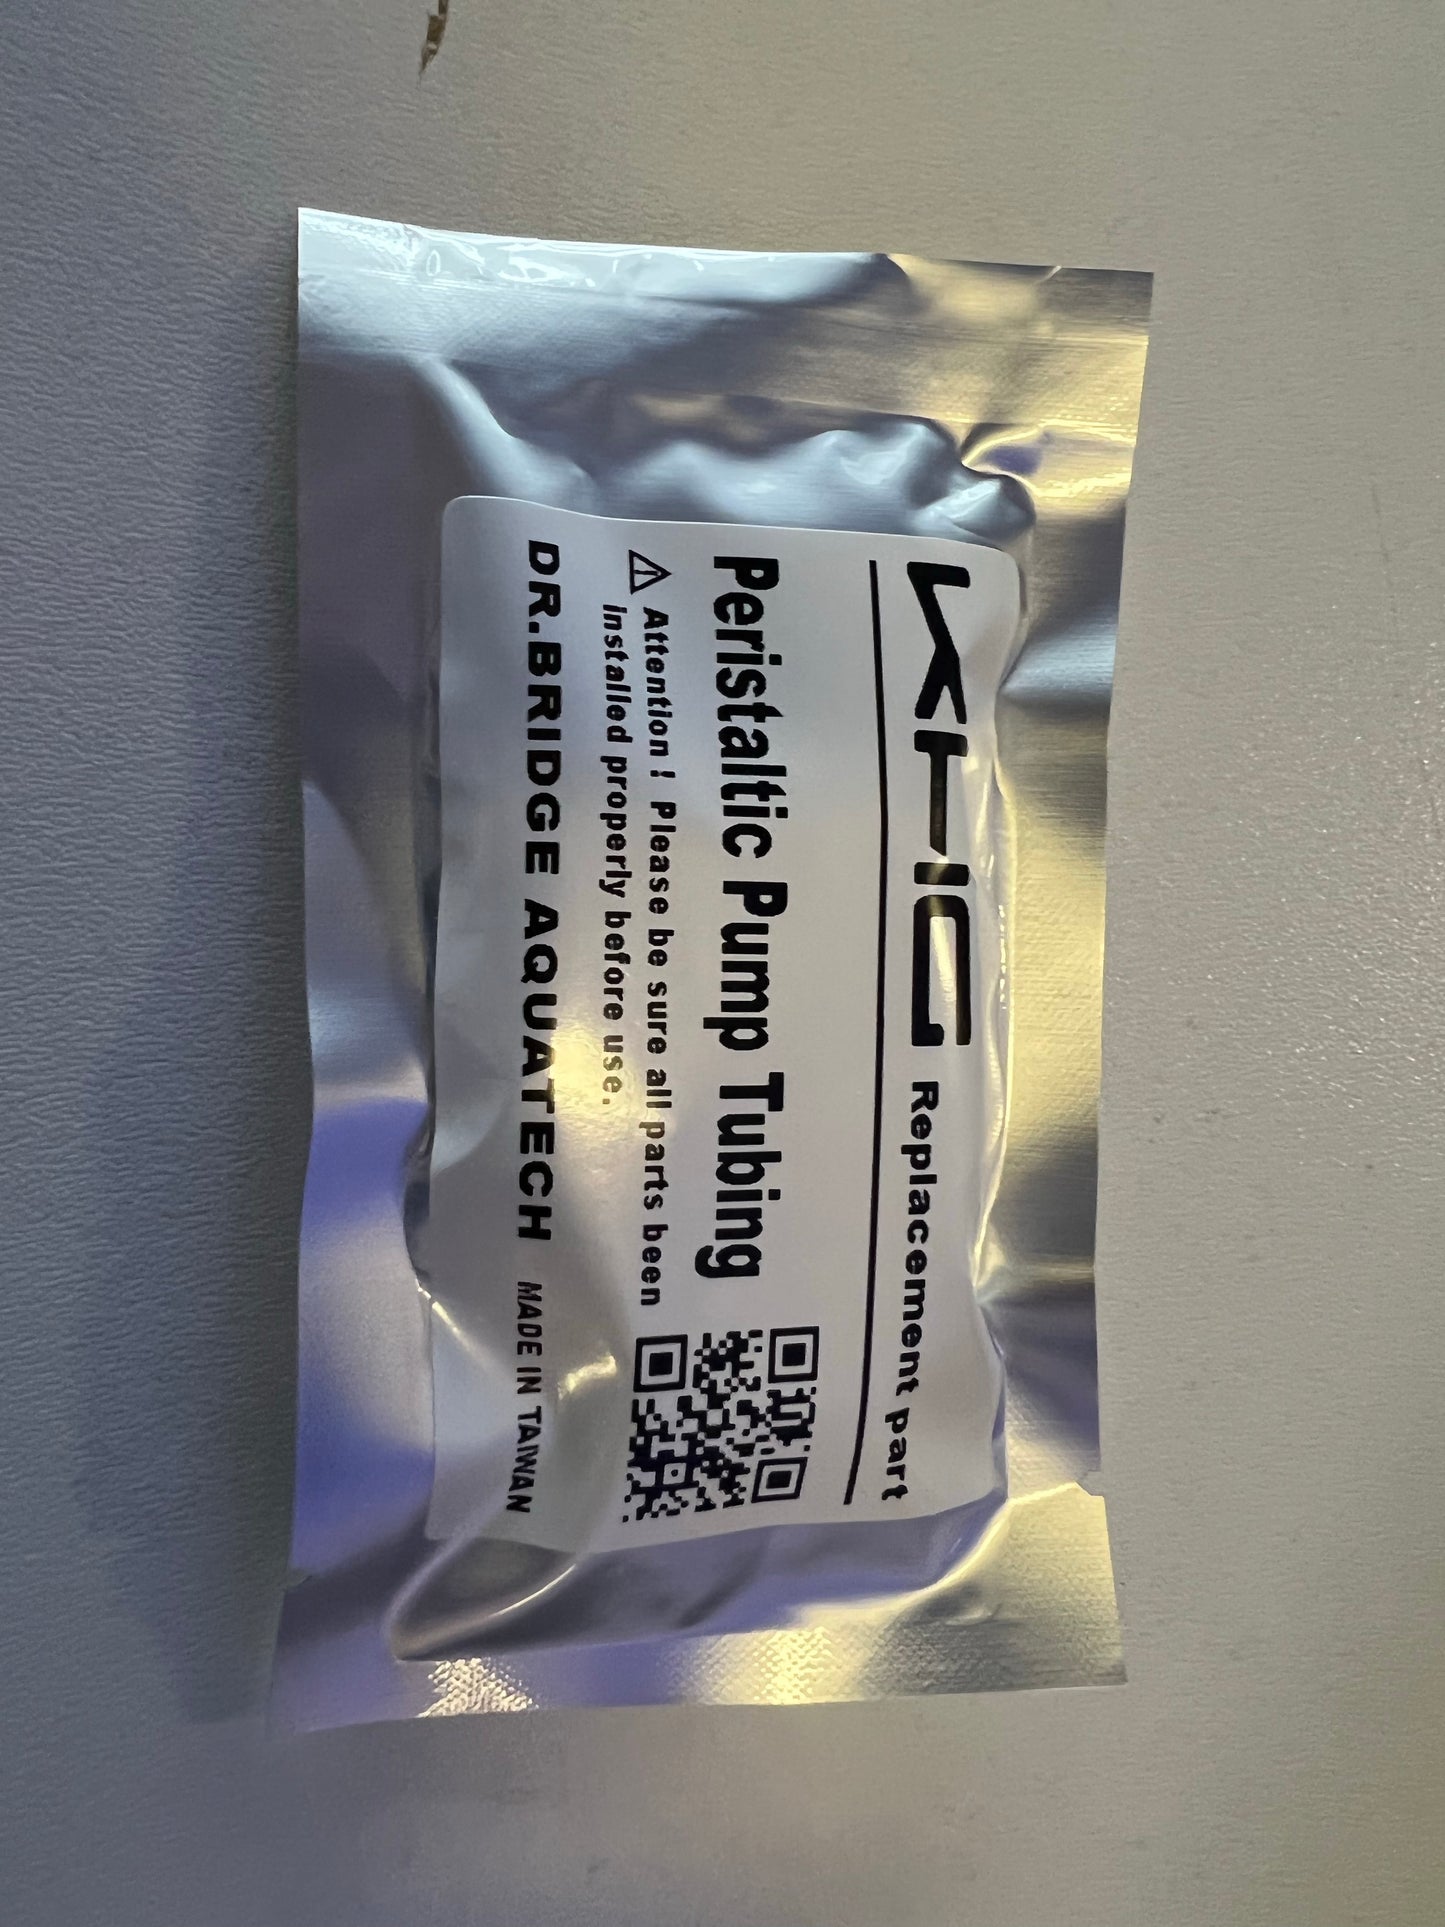 KHG Replacement part
Peristaltic Pump Tubing
⚠ Attention! Please be sure all parts been
installed properly before use.
DR.BRIDGE AQUATECH MADE IN TAIWAN